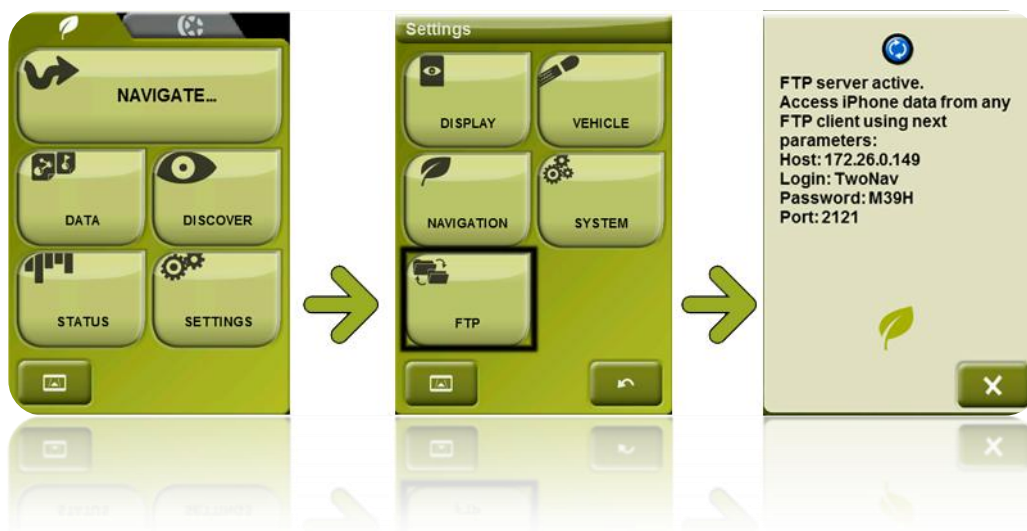 NAVIGATE...
DATA
DISCOVER
STATUS
SETTINGS
Settings
DISPLAY
VEHICLE
NAVIGATION
SYSTEM
FTP
FTP server active.
Access iPhone data from any
FTP client using next
parameters:
Host: 172.26.0.149
Login: TwoNav
Password: M39H
Port: 2121